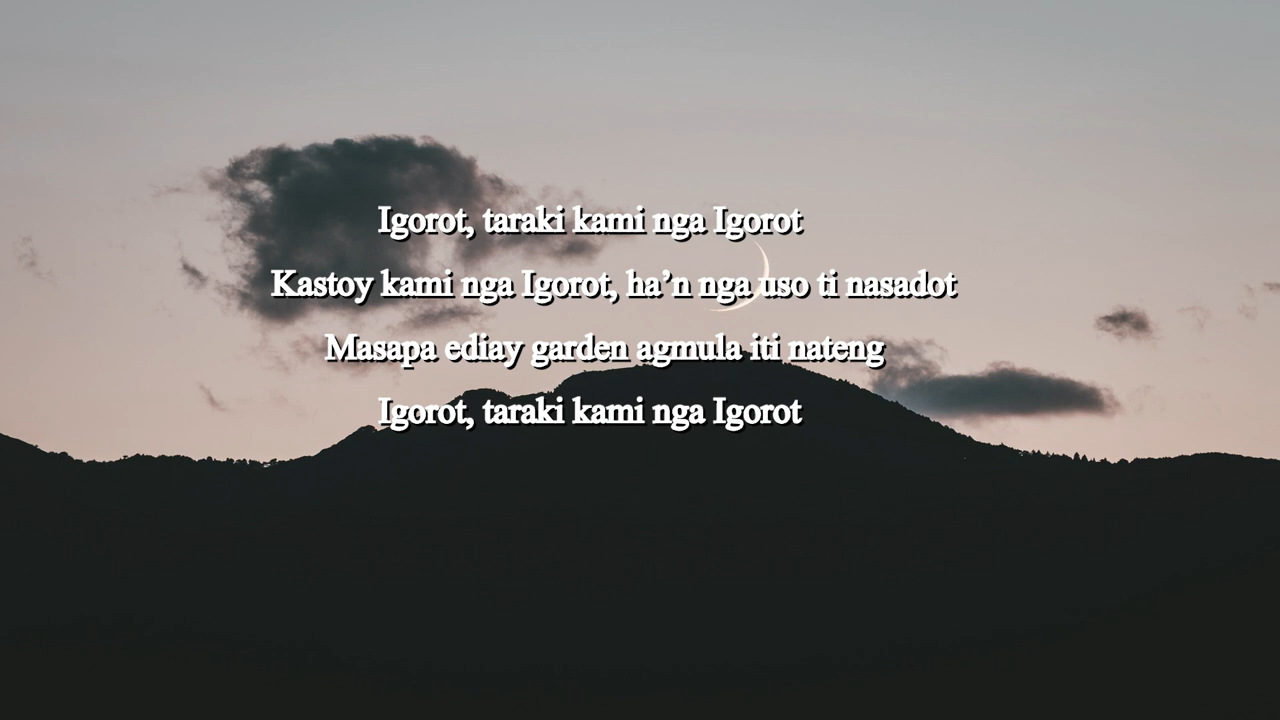 Igorot, taraki kami nga Igorot
Kastoy kami nga Igorot, ha’n nga uso ti nasadot
Masapa ediay garden agmula iti nateng
Igorot, taraki kami nga Igorot